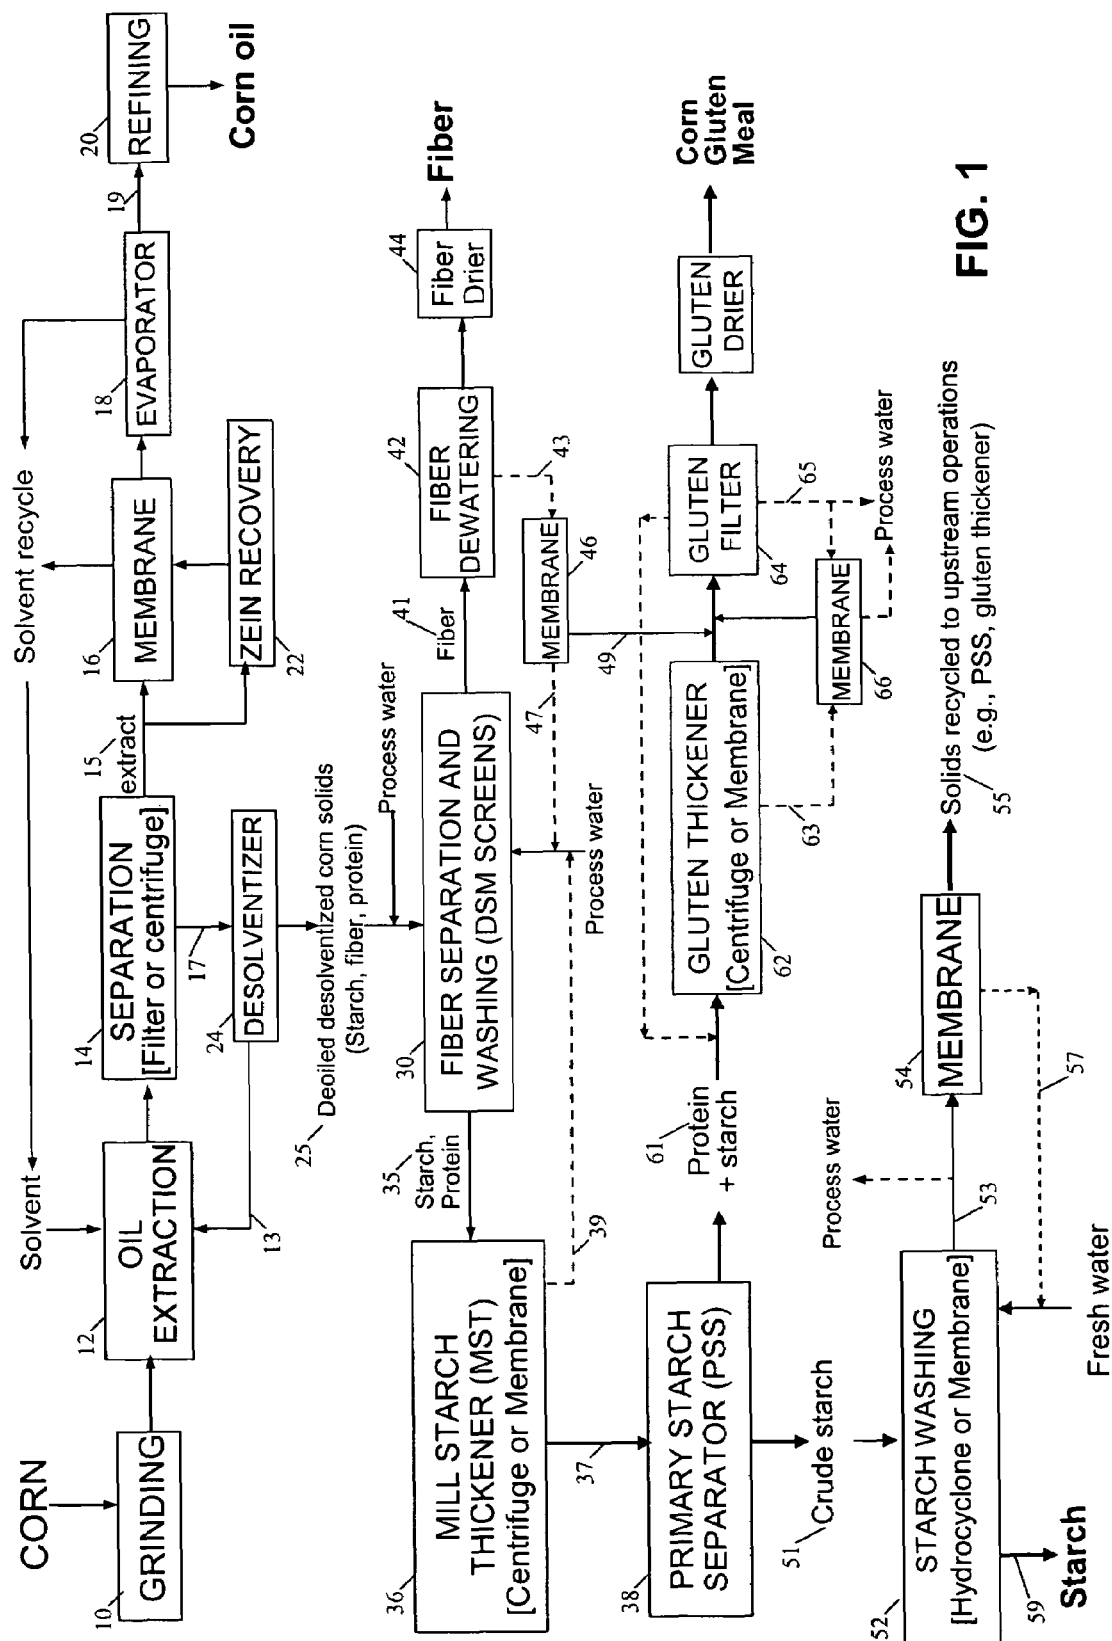 CORN
10
GRINDING
Solvent
12
OIL
EXTRACTION
13
Solvent recycle
14
SEPARATION
[Filter or centrifuge]
15
extract
17
24
DESOLVENTIZER
16
MEMBRANE
22
ZEIN RECOVERY
18
EVAPORATOR
19
20
REFINING
Corn oil
25
Deoiled desolventized corn solids
(Starch, fiber, protein)
Process water
30
FIBER SEPARATION AND
WASHING (DSM SCREENS)
35
Starch,
Protein
41
Fiber
42
FIBER
DEWATERING
43
44
Fiber
Drier
Fiber
MEMBRANE
46
47
49
Process water
39
36
MILL STARCH
THICKENER (MST)
[Centrifuge or Membrane]
37
38
PRIMARY STARCH
SEPARATOR (PSS)
61
Protein
+ starch
GLUTEN THICKENER
[Centrifuge or Membrane]
62
63
GLUTEN
FILTER
64
65
MEMBRANE
66
Process water
GLUTEN
DRIER
Corn
Gluten
Meal
51
Crude starch
52
STARCH WASHING
[Hydrocyclone or Membrane]
53
Process water
54
MEMBRANE
55
Solids recycled to upstream operations
(e.g., PSS, gluten thickener)
57
Fresh water
59
Starch
FIG. 1